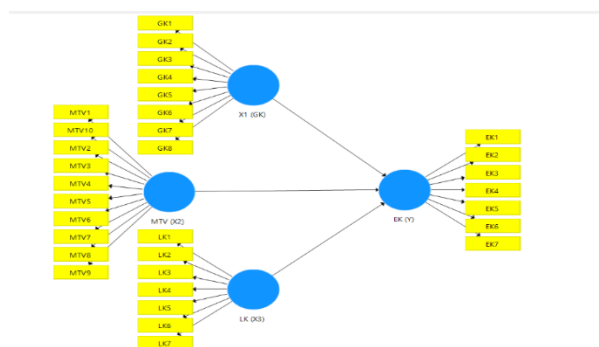 GK1
GK2
GK3
GK4
GK5
GK6
GK7
GK8
X1 (GK)
MTV1
MTV10
MTV2
MTV3
MTV4
MTV5
MTV6
MTV7
MTV8
MTV9
MTV (X2)
LK1
LK2
LK3
LK4
LK5
LK6
LK7
LK (X3)
EK1
EK2
EK3
EK4
EK5
EK6
EK7
EK (Y)